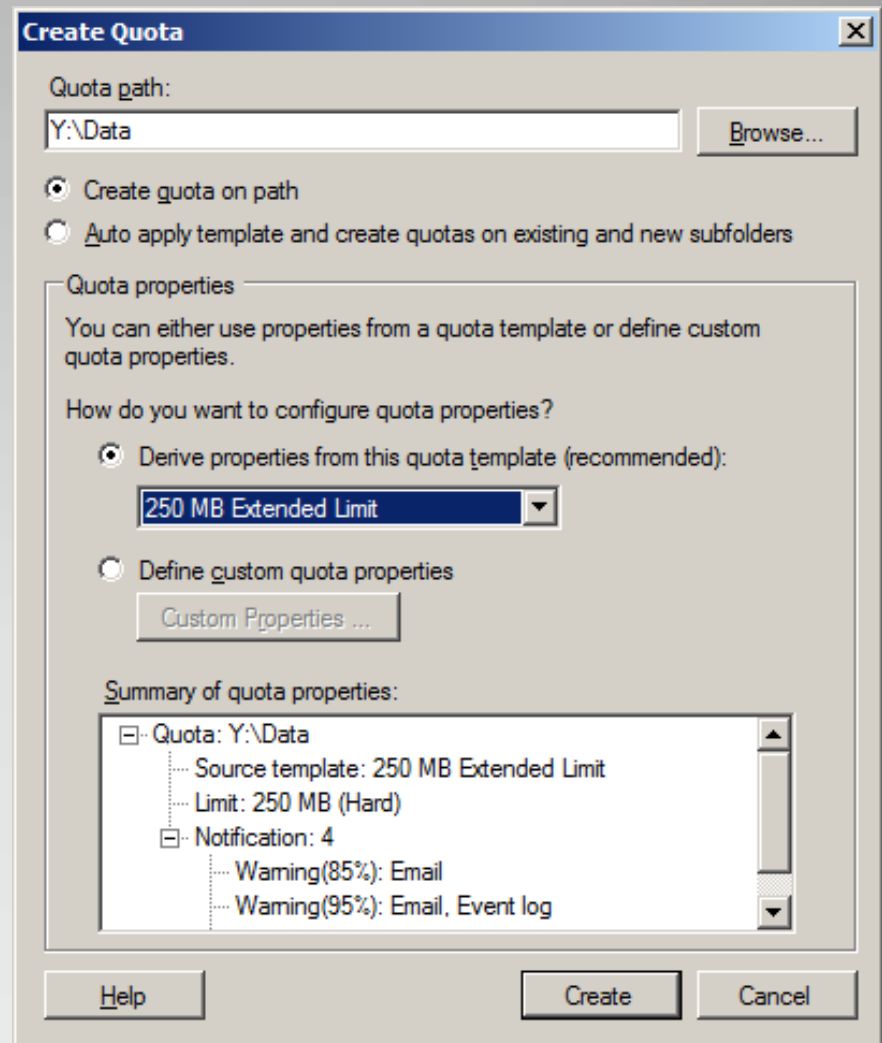 Create Quota
Quota path:
Y:\Data
Browse...
Create quota on path
Auto apply template and create quotas on existing and new subfolders
Quota properties
You can either use properties from a quota template or define custom
quota properties.
How do you want to configure quota properties?
Derive properties from this quota template (recommended):
250 MB Extended Limit
Define custom quota properties
Custom Properties ...
Summary of quota properties:
Quota: Y:\Data
Source template: 250 MB Extended Limit
Limit: 250 MB (Hard)
Notification: 4
Warning(85%): Email
Warning(95%): Email, Event log
Help
Create
Cancel